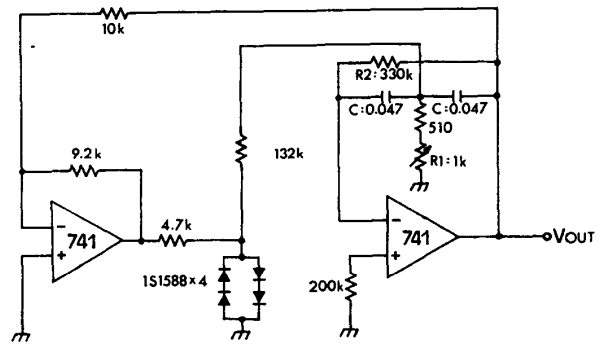 10k
R2:330k
C:0.047
C:0.047
510
132k
R1:1k
9.2k
-
741
+
4.7k
-
741
+
VOUT
1S1588×4
200k